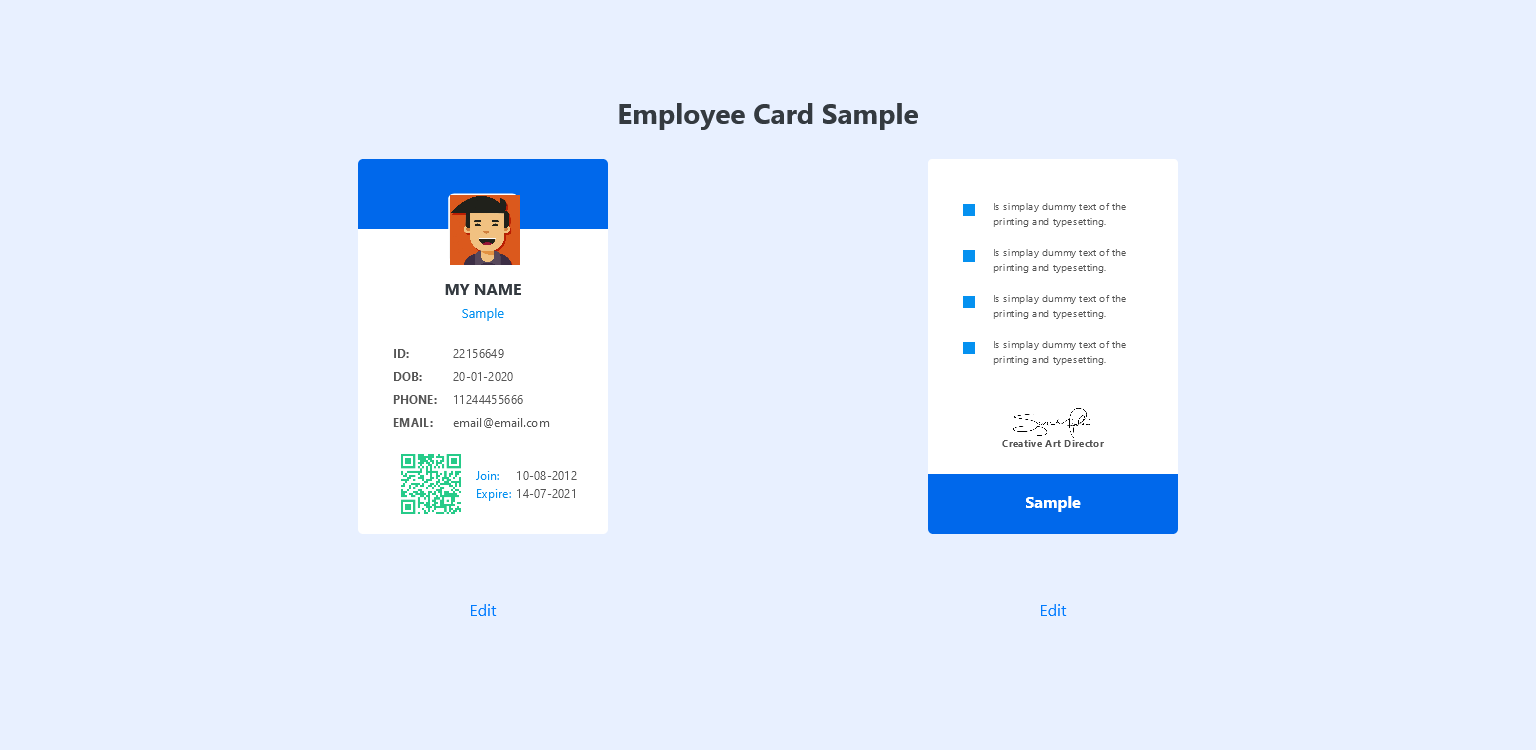 Employee Card Sample
MY NAME
Sample
ID: 22156649
DOB: 20-01-2020
PHONE: 11244455666
EMAIL: email@email.com
Join: 10-08-2012
Expire: 14-07-2021
Edit
Is simplay dummy text of the
printing and typesetting.
Is simplay dummy text of the
printing and typesetting.
Is simplay dummy text of the
printing and typesetting.
Is simplay dummy text of the
printing and typesetting.
Sample
Creative Art Director
Sample
Edit